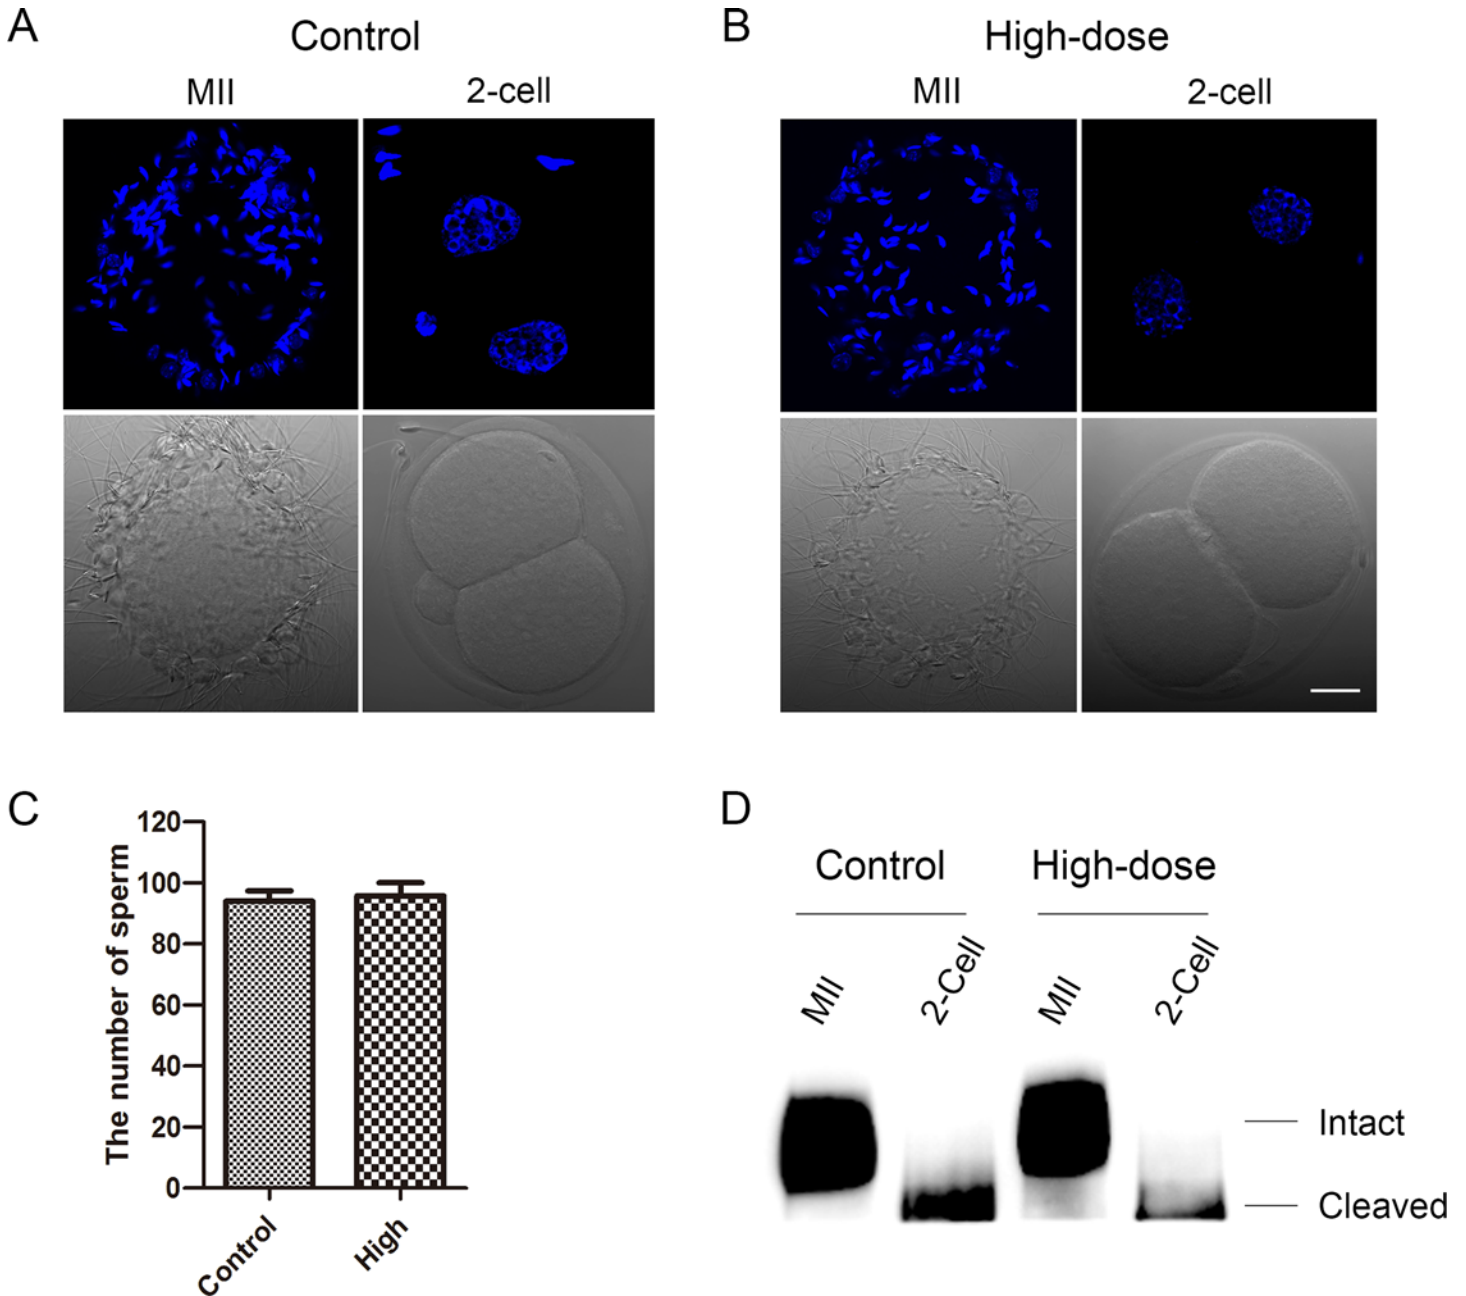 A
Control
MII
2-cell
B
High-dose
MII
2-cell
C
The number of sperm
120
100
80
60
40
20
0
Control
High
D
Control
High-dose
MII
2-Cell
MII
2-Cell
Intact
Cleaved